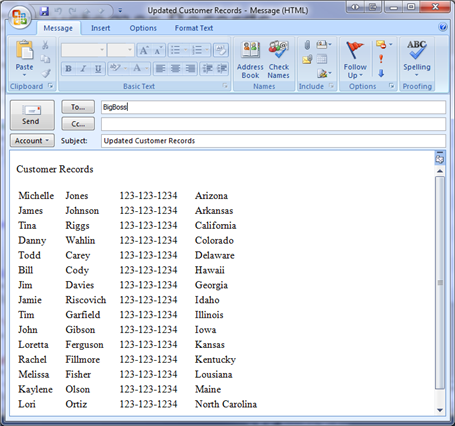 Updated Customer Records - Message (HTML)
Message Insert Options Format Text
Paste
B I U
Address Book
Check Names
Include
Follow Up
ABC
Spelling
Clipboard Basic Text Names Include Options Proofing
Send
To... BigBoss
Cc...
Account Subject: Updated Customer Records
Customer Records
Michelle Jones 123-123-1234 Arizona
James Johnson 123-123-1234 Arkansas
Tina Riggs 123-123-1234 California
Danny Wahlin 123-123-1234 Colorado
Todd Carey 123-123-1234 Delaware
Bill Cody 123-123-1234 Hawaii
Jim Davies 123-123-1234 Georgia
Jamie Riscovich 123-123-1234 Idaho
Tim Garfield 123-123-1234 Illinois
John Gibson 123-123-1234 Iowa
Loretta Ferguson 123-123-1234 Kansas
Rachel Fillmore 123-123-1234 Kentucky
Melissa Fisher 123-123-1234 Lousiana
Kaylene Olson 123-123-1234 Maine
Lori Ortiz 123-123-1234 North Carolina